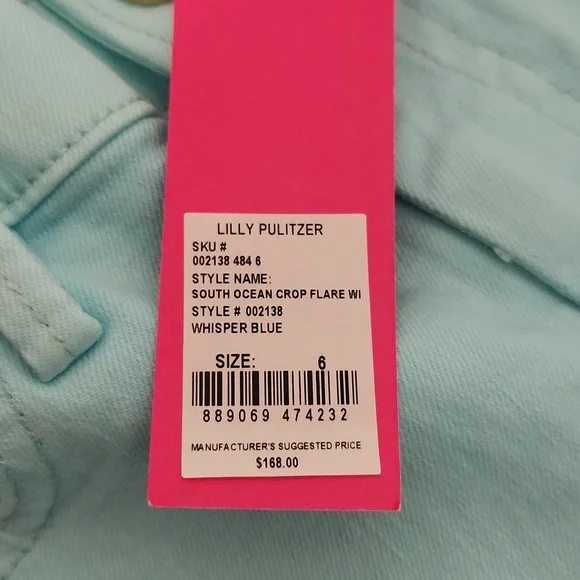 LILLY PULITZER
SKU #
002138 484 6
STYLE NAME:
SOUTH OCEAN CROP FLARE WI
STYLE # 002138
WHISPER BLUE
SIZE: 6
889069 474232
MANUFACTURER'S SUGGESTED PRICE
$168.00